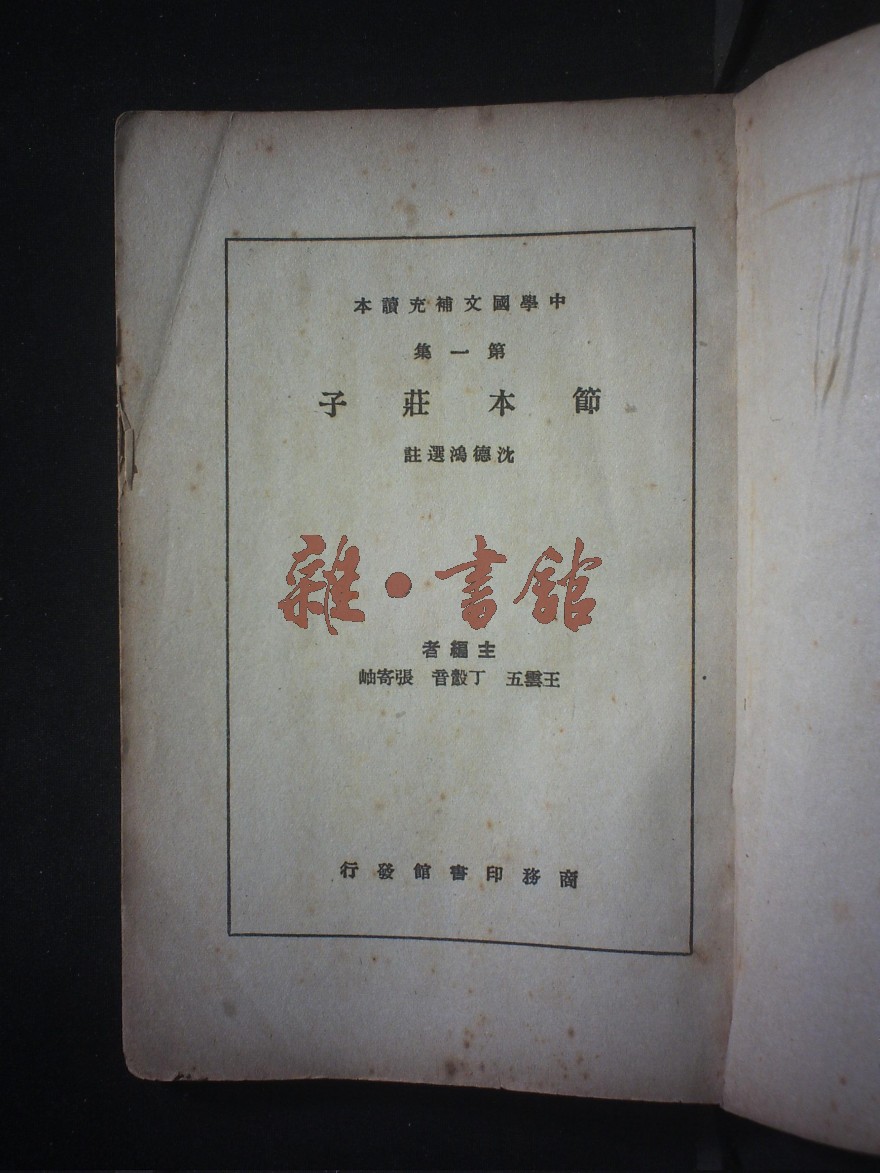 中學國文補充讀本
第一集
節本莊子
沈德鴻選註
雜•書館
主編者
王雲五 丁嗀音 張寄岫
商務印書館發行